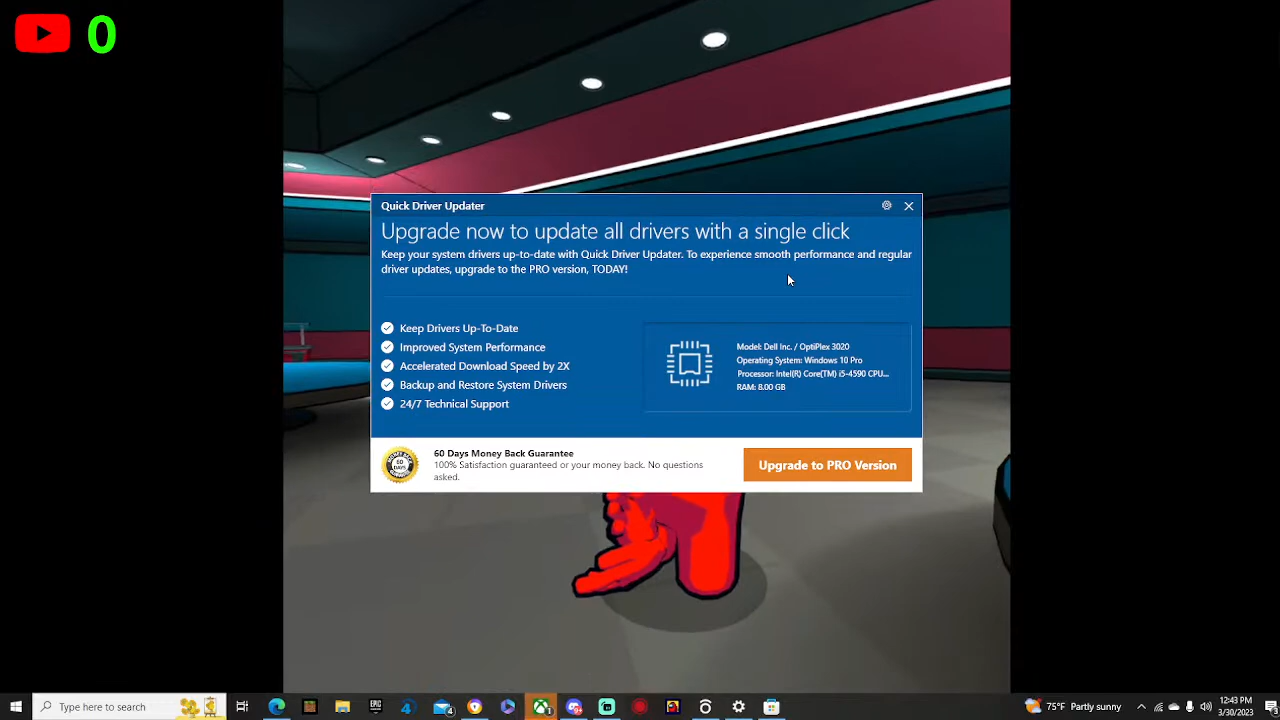 0
Quick Driver Updater
Upgrade now to update all drivers with a single click
Keep your system drivers up-to-date with Quick Driver Updater. To experience smooth performance and regular
driver updates, upgrade to the PRO version, TODAY!
Keep Drivers Up-To-Date
Improved System Performance
Accelerated Download Speed by 2X
Backup and Restore System Drivers
24/7 Technical Support
Model: Dell Inc. / OptiPlex 3020
Operating System: Windows 10 Pro
Processor: Intel(R) Core(TM) i5-4590 CPU...
RAM: 8.00 GB
60 Days Money Back Guarantee
100% Satisfaction guaranteed or your money back. No questions
asked.
Upgrade to PRO Version
Type here to search
75°F Partly sunny
12:43 PM
3/30/2023